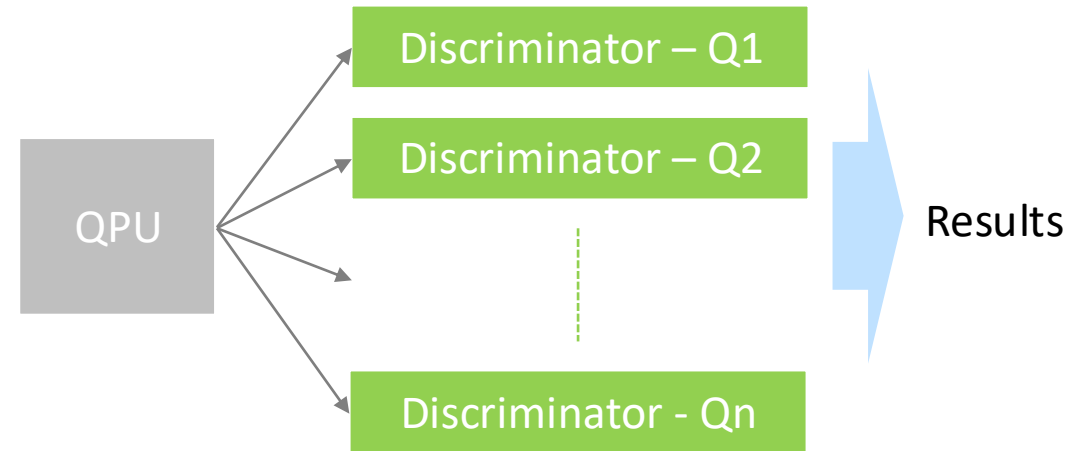 Discriminator – Q1
Discriminator – Q2
QPU
Results
Discriminator - Qn